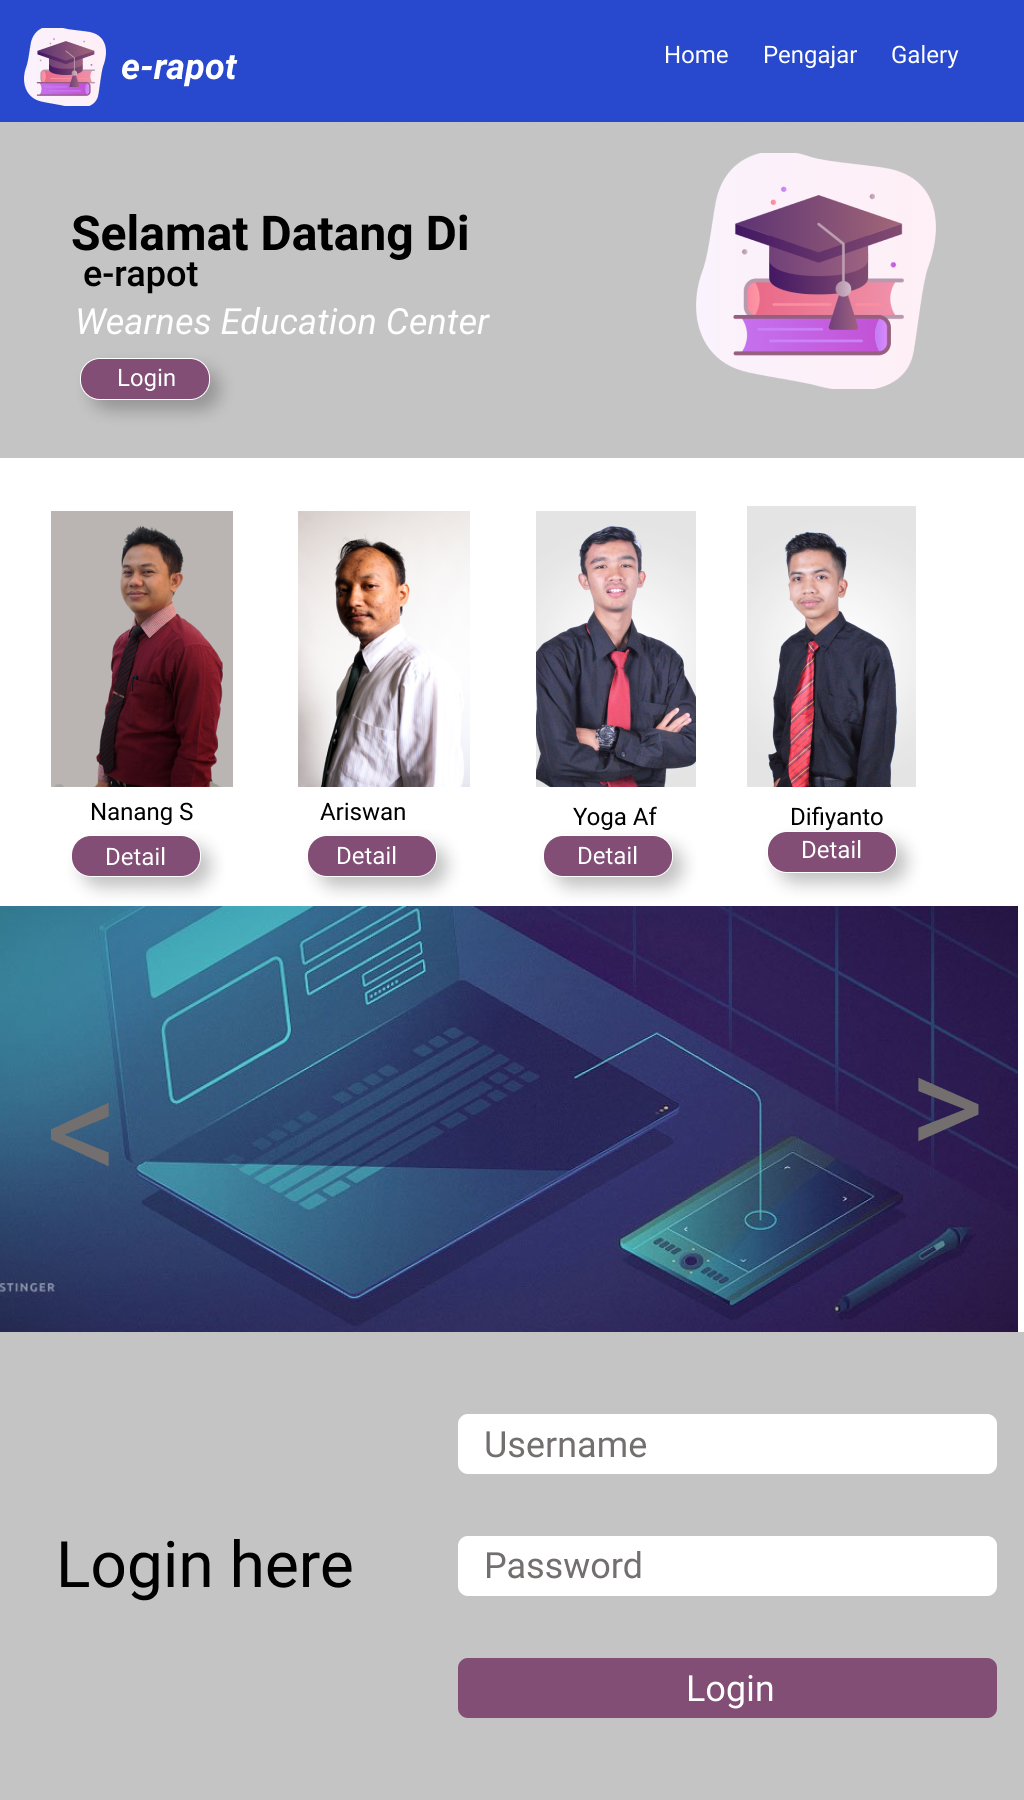 e-rapot
Home Pengajar Galery
Selamat Datang Di
e-rapot
Wearnes Education Center
Login
Nanang S
Ariswan
Yoga Af
Difiyanto
Detail
Detail
Detail
Detail
<
>
STINGER
Username
Login here
Password
Login